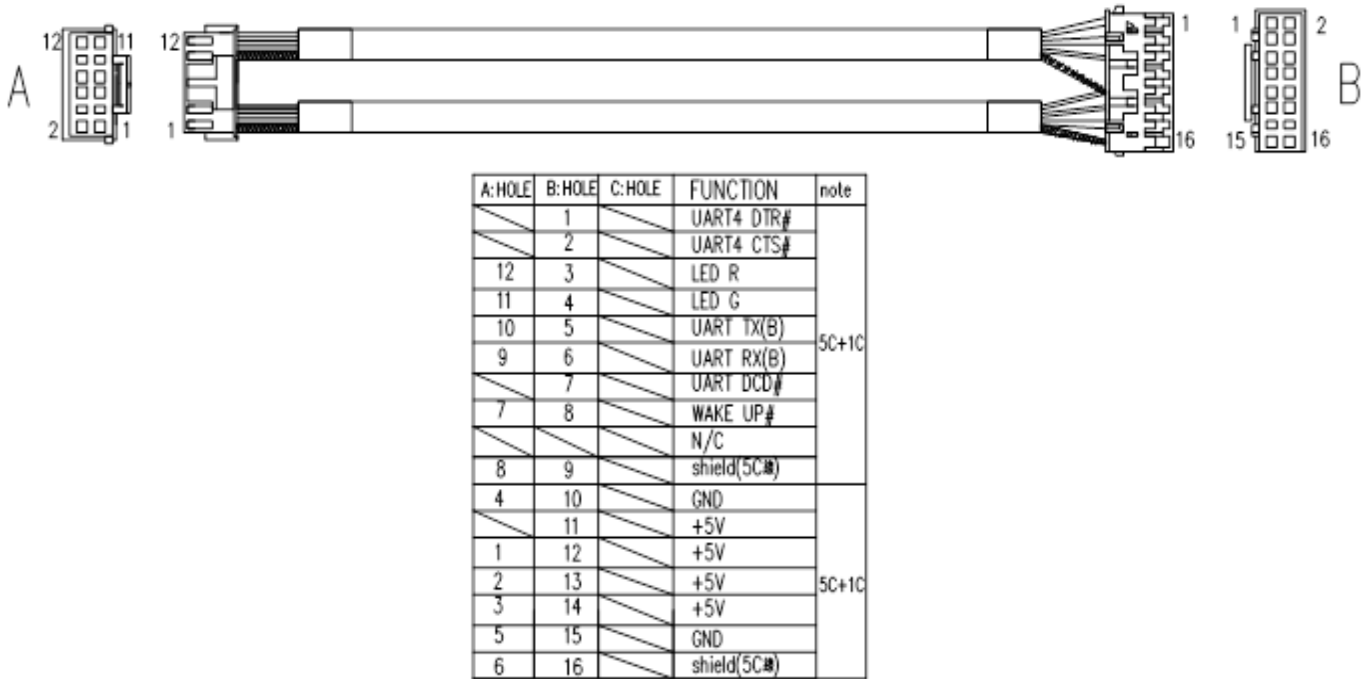 12 11
12
1
1 2
A
B
2 1
1
16
15 16
A:HOLE B:HOLE C:HOLE FUNCTION note
1 UART4 DTR#
2 UART4 CTS#
12 3 LED R
11 4 LED G
10 5 UART TX(B)
5C+1C
9 6 UART RX(B)
7 UART DCD#
7 8 WAKE UP#
N/C
8 9 shield(5C)
4 10 GND
11 +5V
1 12 +5V
2 13 +5V
5C+1C
3 14 +5V
5 15 GND
6 16 shield(5C)